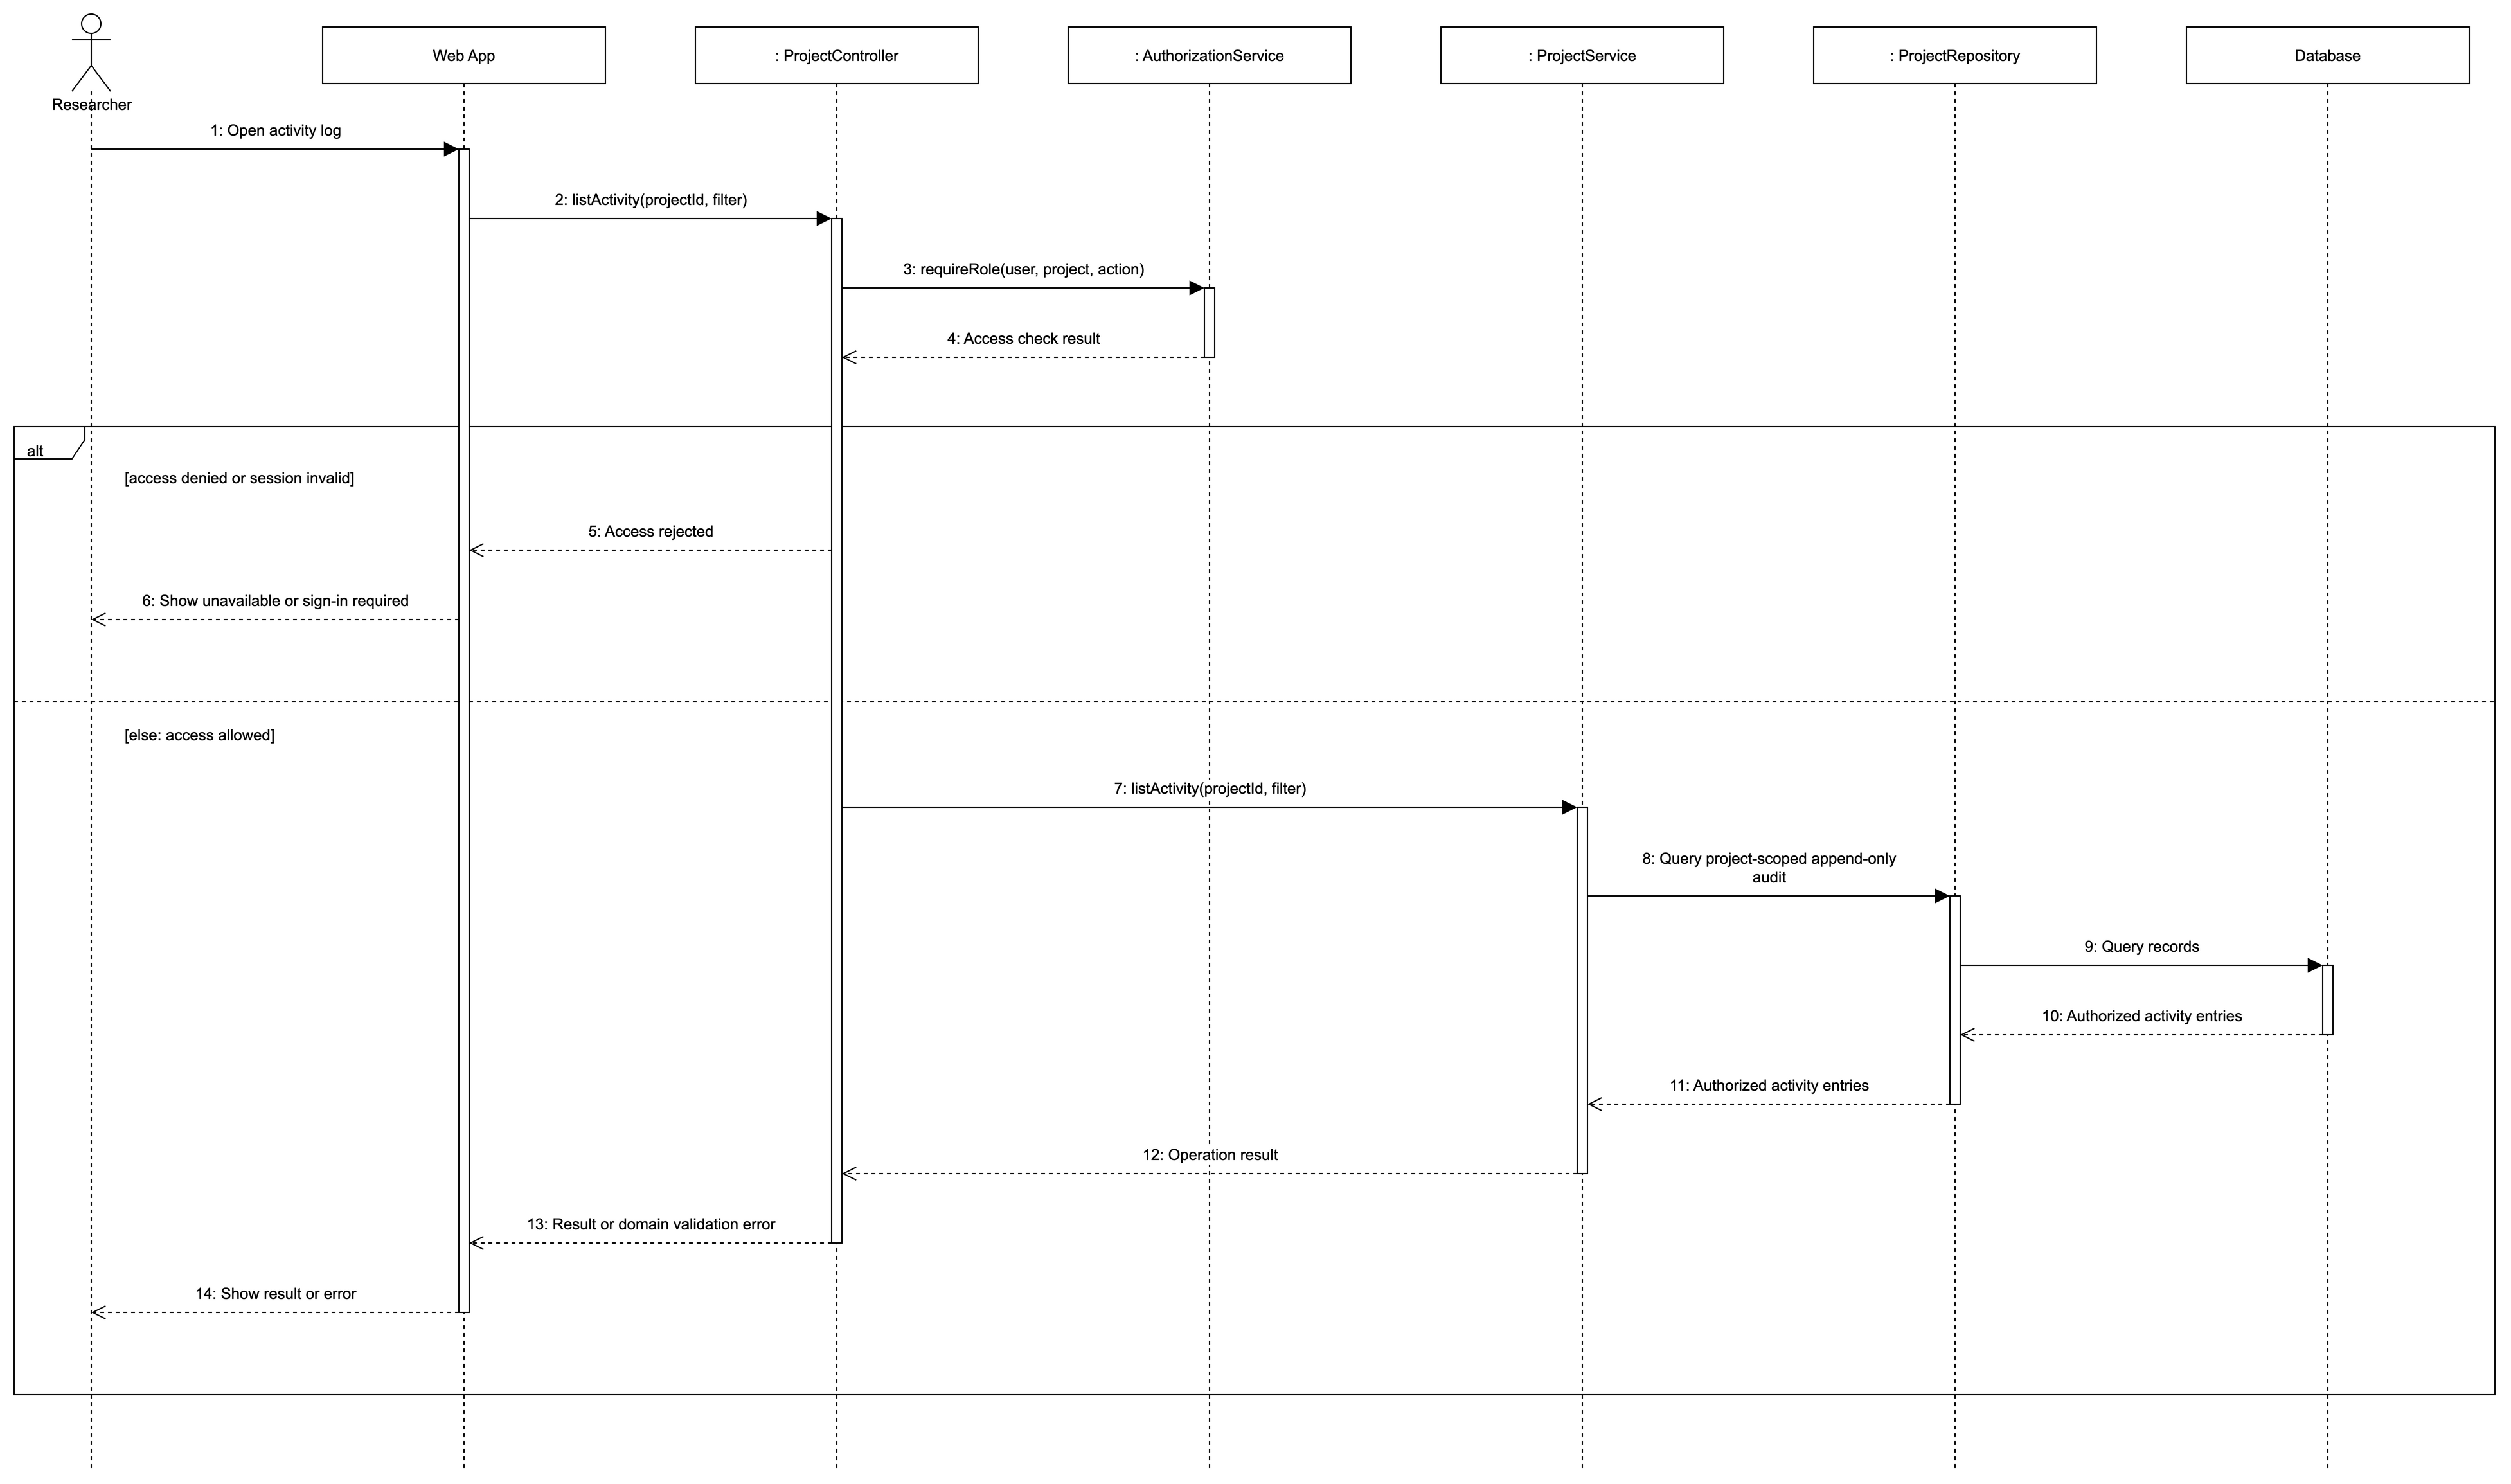 Web App
: ProjectController
: AuthorizationService
: ProjectService
: ProjectRepository
Database
Researcher
1: Open activity log
2: listActivity(projectId, filter)
3: requireRole(user, project, action)
4: Access check result
alt
[access denied or session invalid]
5: Access rejected
6: Show unavailable or sign-in required
[else: access allowed]
7: listActivity(projectId, filter)
8: Query project-scoped append-only
audit
9: Query records
10: Authorized activity entries
11: Authorized activity entries
12: Operation result
13: Result or domain validation error
14: Show result or error